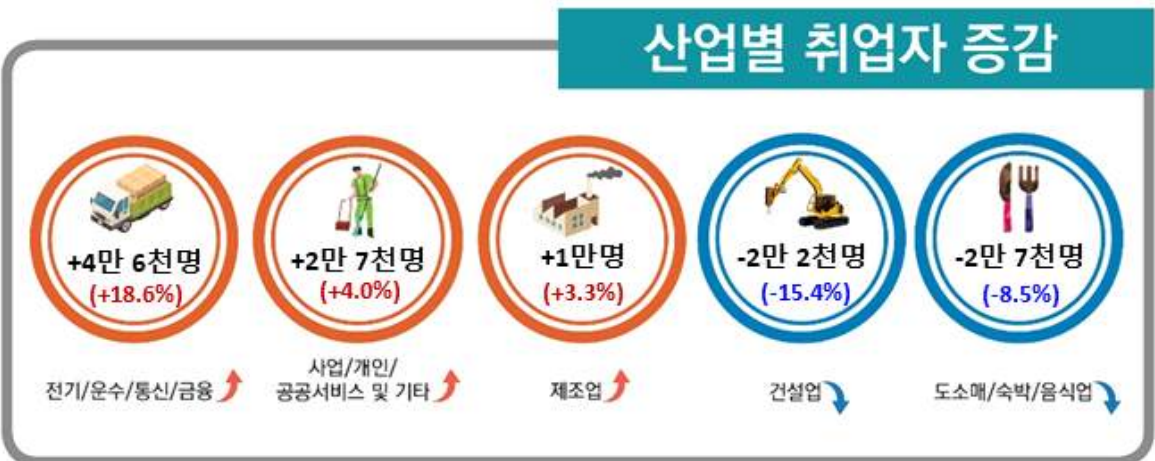 산업별 취업자 증감
+4만 6천명
(+18.6%)
전기/운수/통신/금융
+2만 7천명
(+4.0%)
사업/개인/
공공서비스 및 기타
+1만명
(+3.3%)
제조업
-2만 2천명
(-15.4%)
건설업
-2만 7천명
(-8.5%)
도소매/숙박/음식업